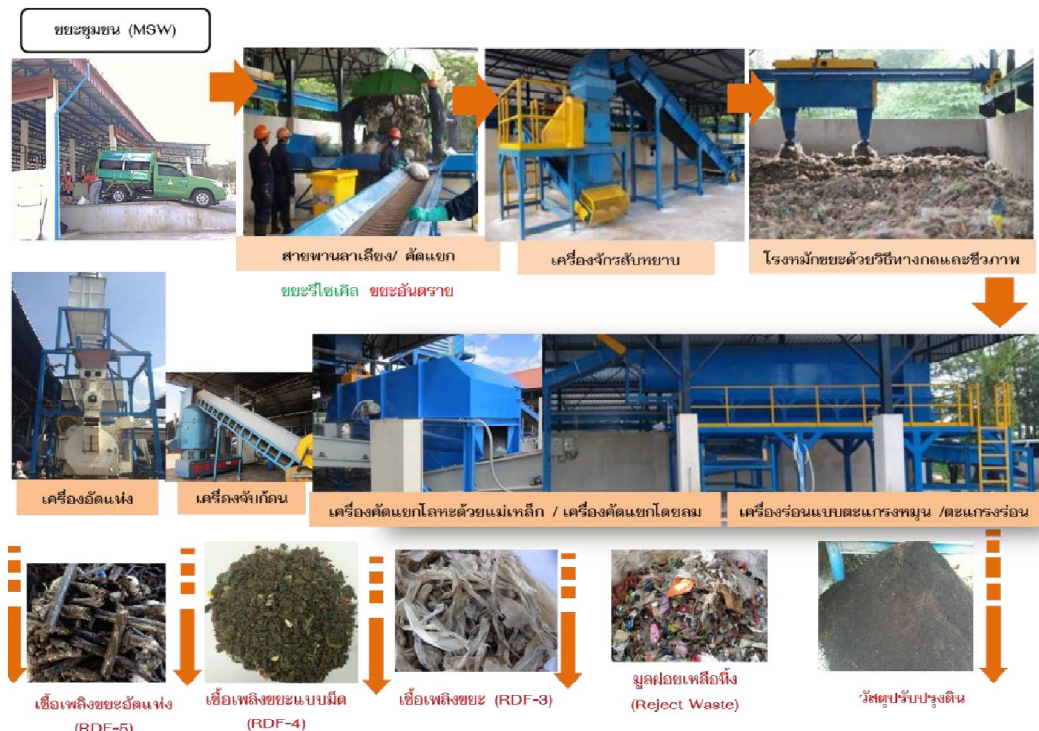 ขยะชุมชน (MSW)
สายพานลาเลียง/ คัดแยก
เครื่องจักรสับหยาบ
โรงหมักขยะด้วยวิธีทางกลและชีวภาพ
ขยะรีไซเคิล ขยะอันตราย
เครื่องอัดแท่ง
เครื่องจับก้อน
เครื่องคัดแยกโลหะด้วยแม่เหล็ก / เครื่องคัดแยกโดยลม
เครื่องร่อนแบบตะแกรงหมุน /ตะแกรงร่อน
เชื้อเพลิงขยะอัดแท่ง
(RDF-5)
เชื้อเพลิงขยะแบบมีด
(RDF-4)
เชื้อเพลิงขยะ (RDF-3)
มูลฝอยเหลือทิ้ง
(Reject Waste)
วัสดุปรับปรุงดิน